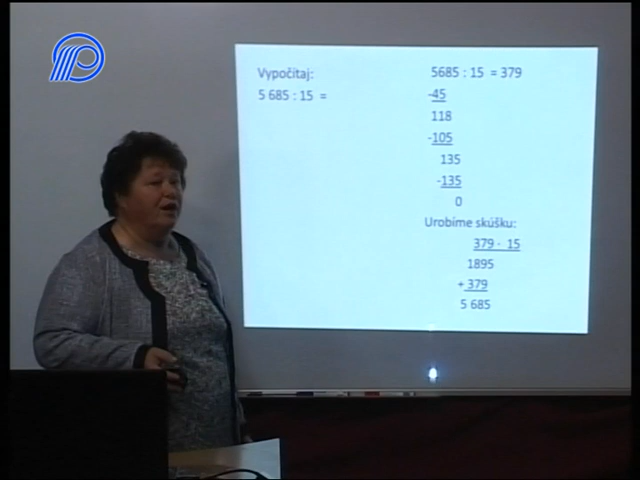 Vypočítaj:
5 685 : 15 =
5685 : 15 = 379
-45
118
-105
135
-135
0
Urobíme skúšku:
379 · 15
1895
+ 379
5 685